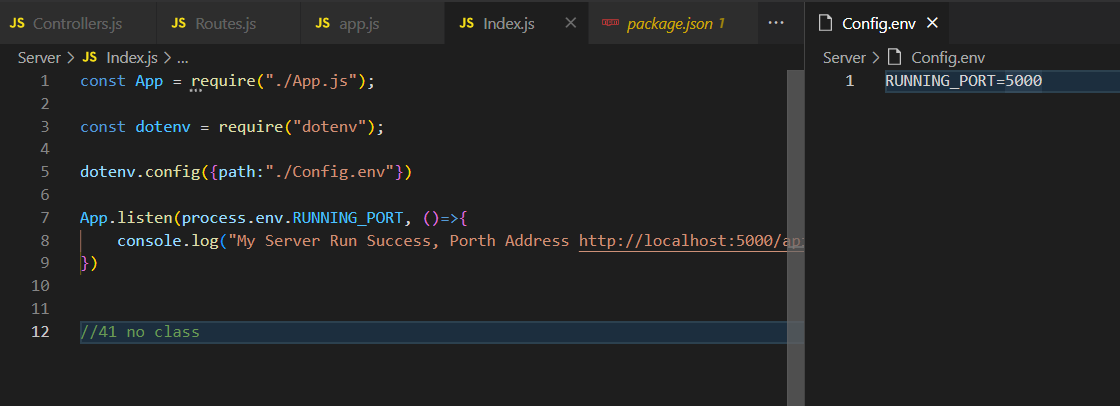 JS Controllers.js JS Routes.js JS app.js JS Index.js package.json 1
Server > JS Index.js > ...
1 const App = require("./App.js");
2
3 const dotenv = require("dotenv");
4
5 dotenv.config({path:"./Config.env"})
6
7 App.listen(process.env.RUNNING_PORT, ()=>{
8 console.log("My Server Run Success, Porth Address http://localhost:5000/ap
9 })
10
11
12 //41 no class
Config.env
Server > Config.env
1 RUNNING_PORT=5000